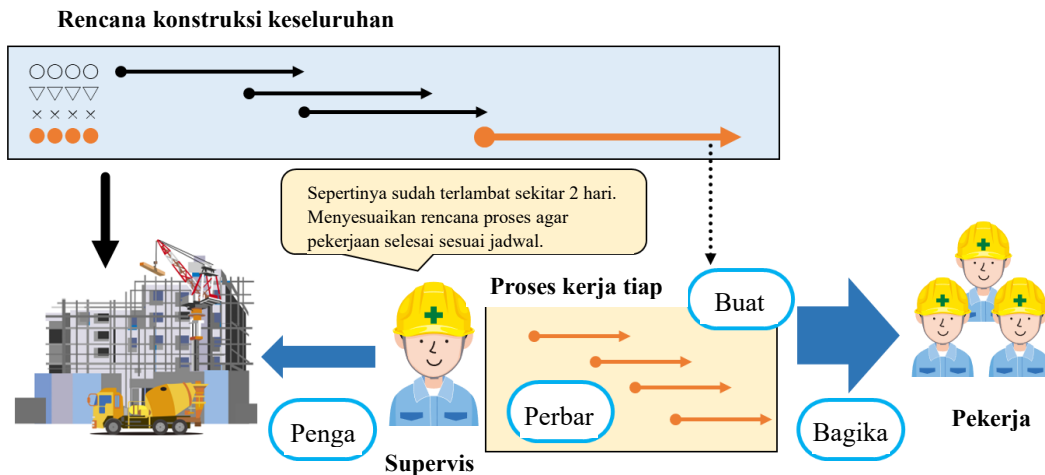 Rencana konstruksi keseluruhan
Sepertinya sudah terlambat sekitar 2 hari.
Menyesuaikan rencana proses agar
pekerjaan selesai sesuai jadwal.
Proses kerja tiap
Buat
Perbar
Penga
Bagika
Supervis
Pekerja